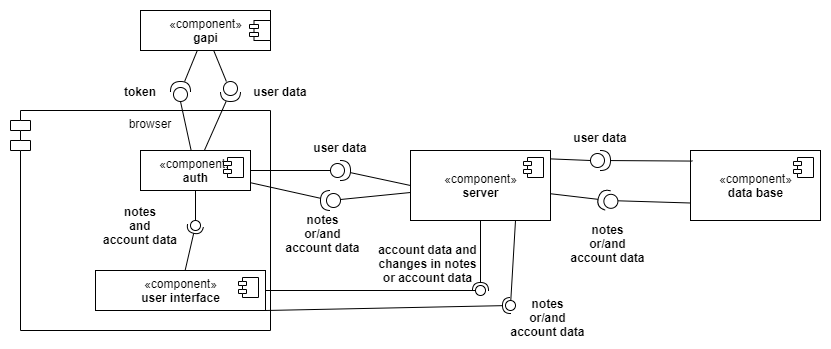 «component»
gapi
token
user data
browser
«component»
auth
user data
user data
«component»
server
«component»
data base
notes
and
account data
notes
or/and
account data
notes
or/and
account data
account data and
changes in notes
or account data
«component»
user interface
notes
or/and
account data